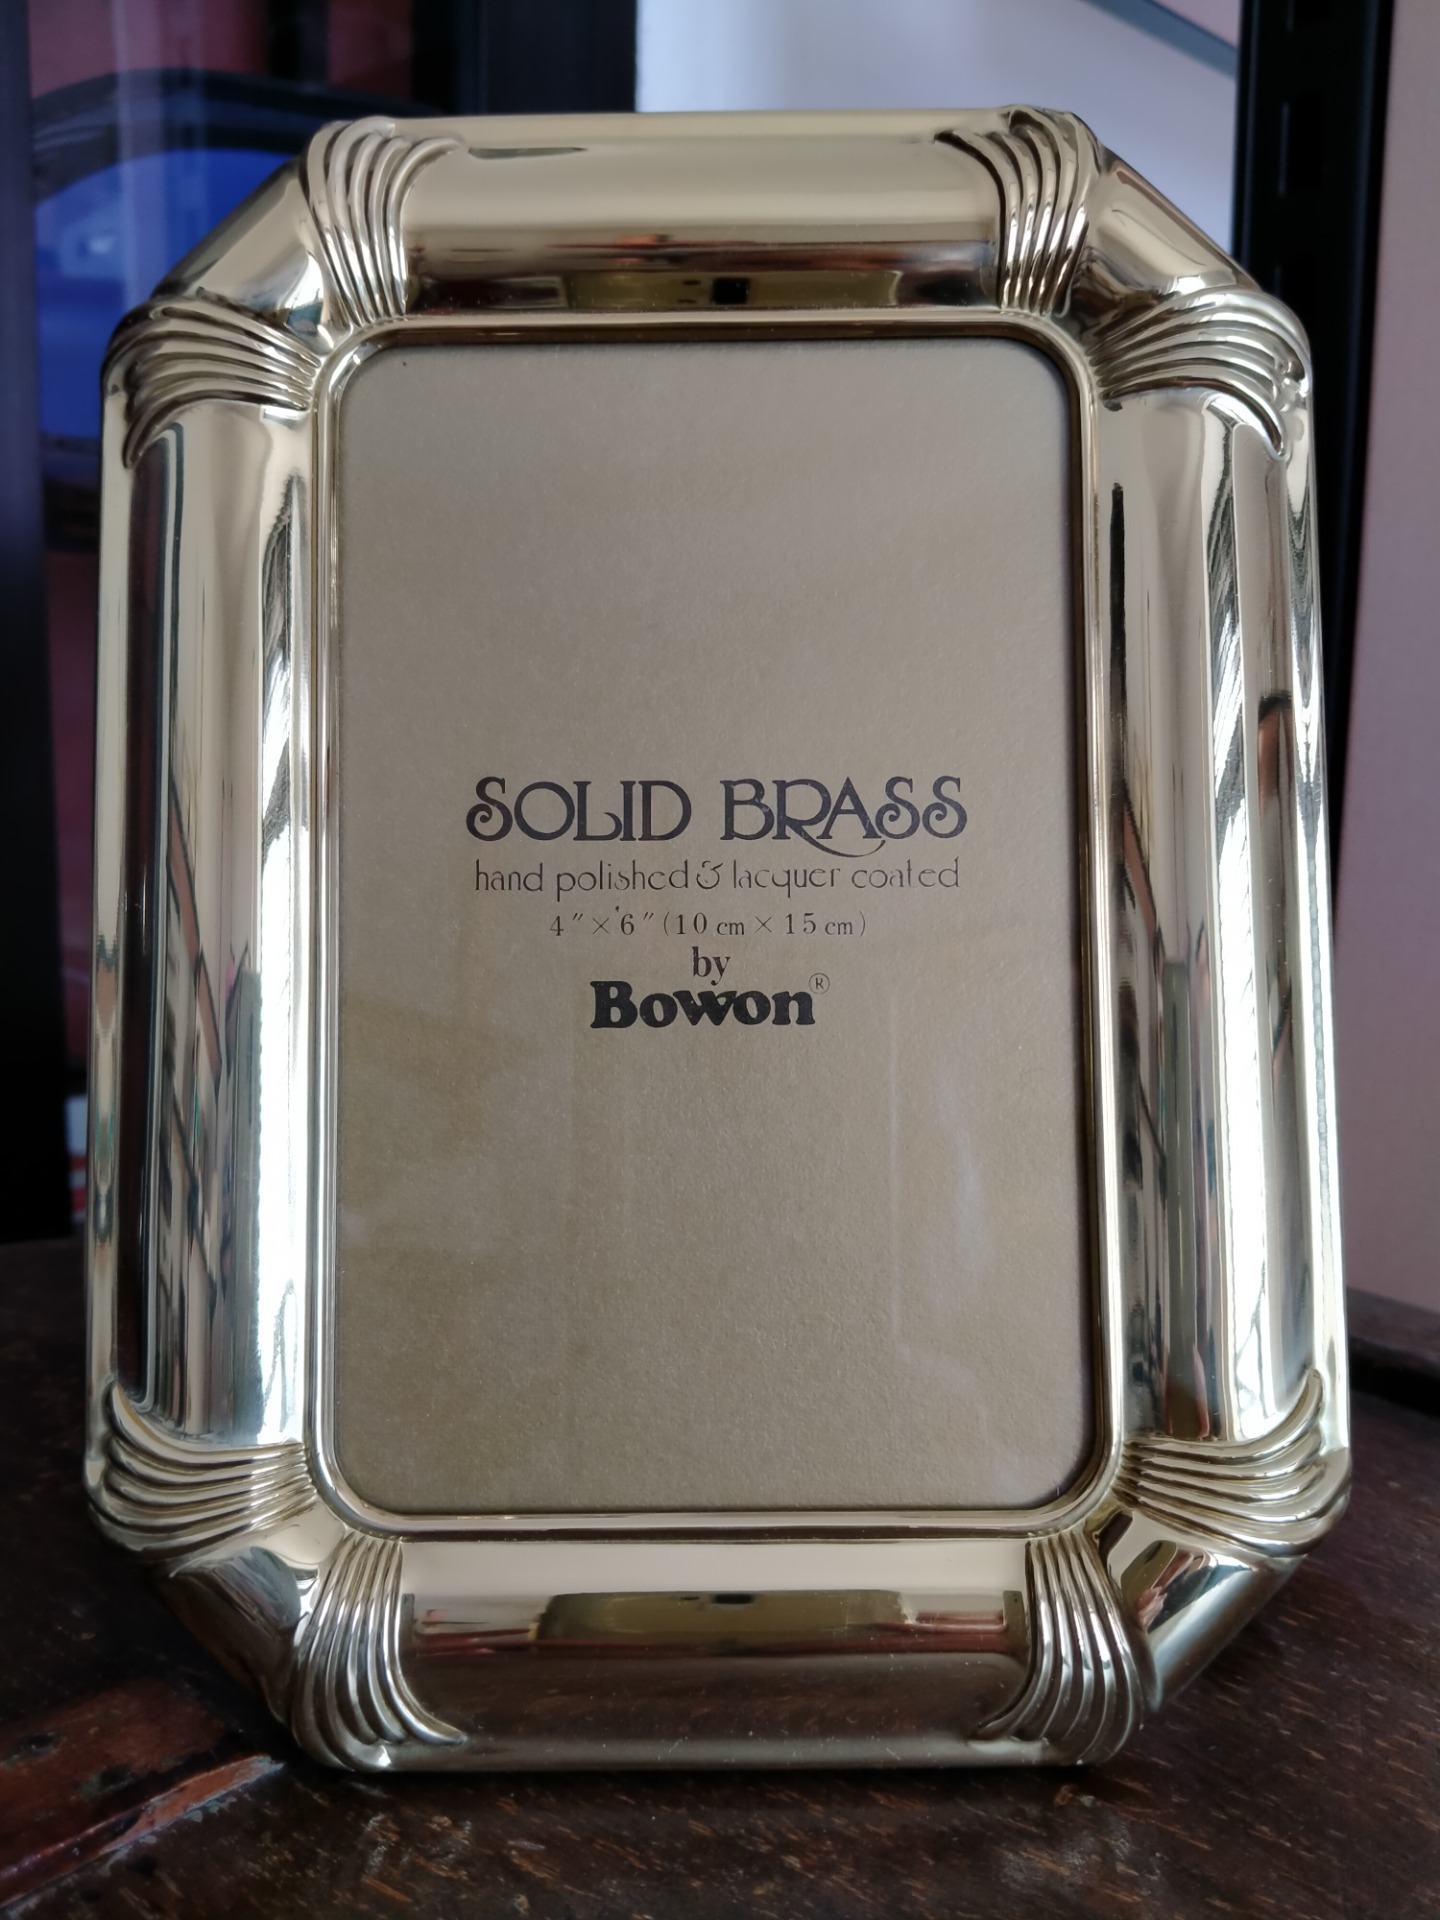 SOLID BRASS
hand polished & lacquer coated
4"×6" (10 cm × 15 cm)
by
Bowon®